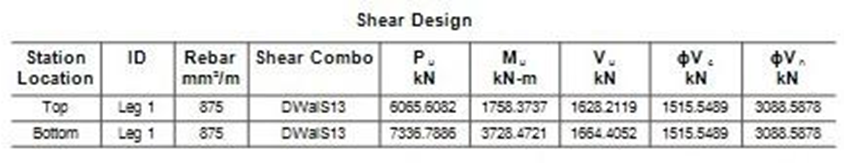 Shear Design
Station Location ID Rebar mm²/m Shear Combo Pu kN Mu kN-m Vu kN ϕVc kN ϕVn kN
Top Leg 1 875 DWalS13 6065.6082 1758.3737 1628.2119 1515.5489 3088.5878
Bottom Leg 1 875 DWalS13 7336.7886 3728.4721 1664.4052 1515.5489 3088.5878